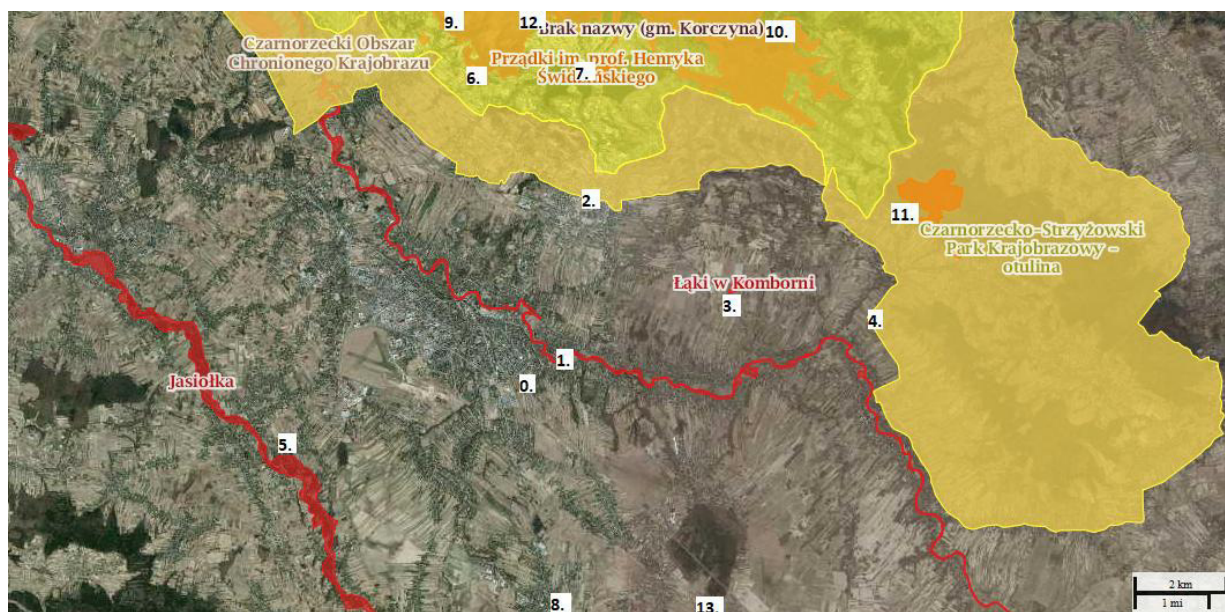 9.
12.
Brak nazwy (gm. Korczyna)
10.
Czarnorzecki Obszar
Chronionego Krajobrazu
Prządki im. prof. Henryka
6.
7.
2.
11.
Czarnorzecko-Strzyżowski
Park Krajobrazowy -
otulina
Łąki w Komborni
3.
4.
1.
Jasiołka
0.
5.
2 km
1 mi
8.
13.